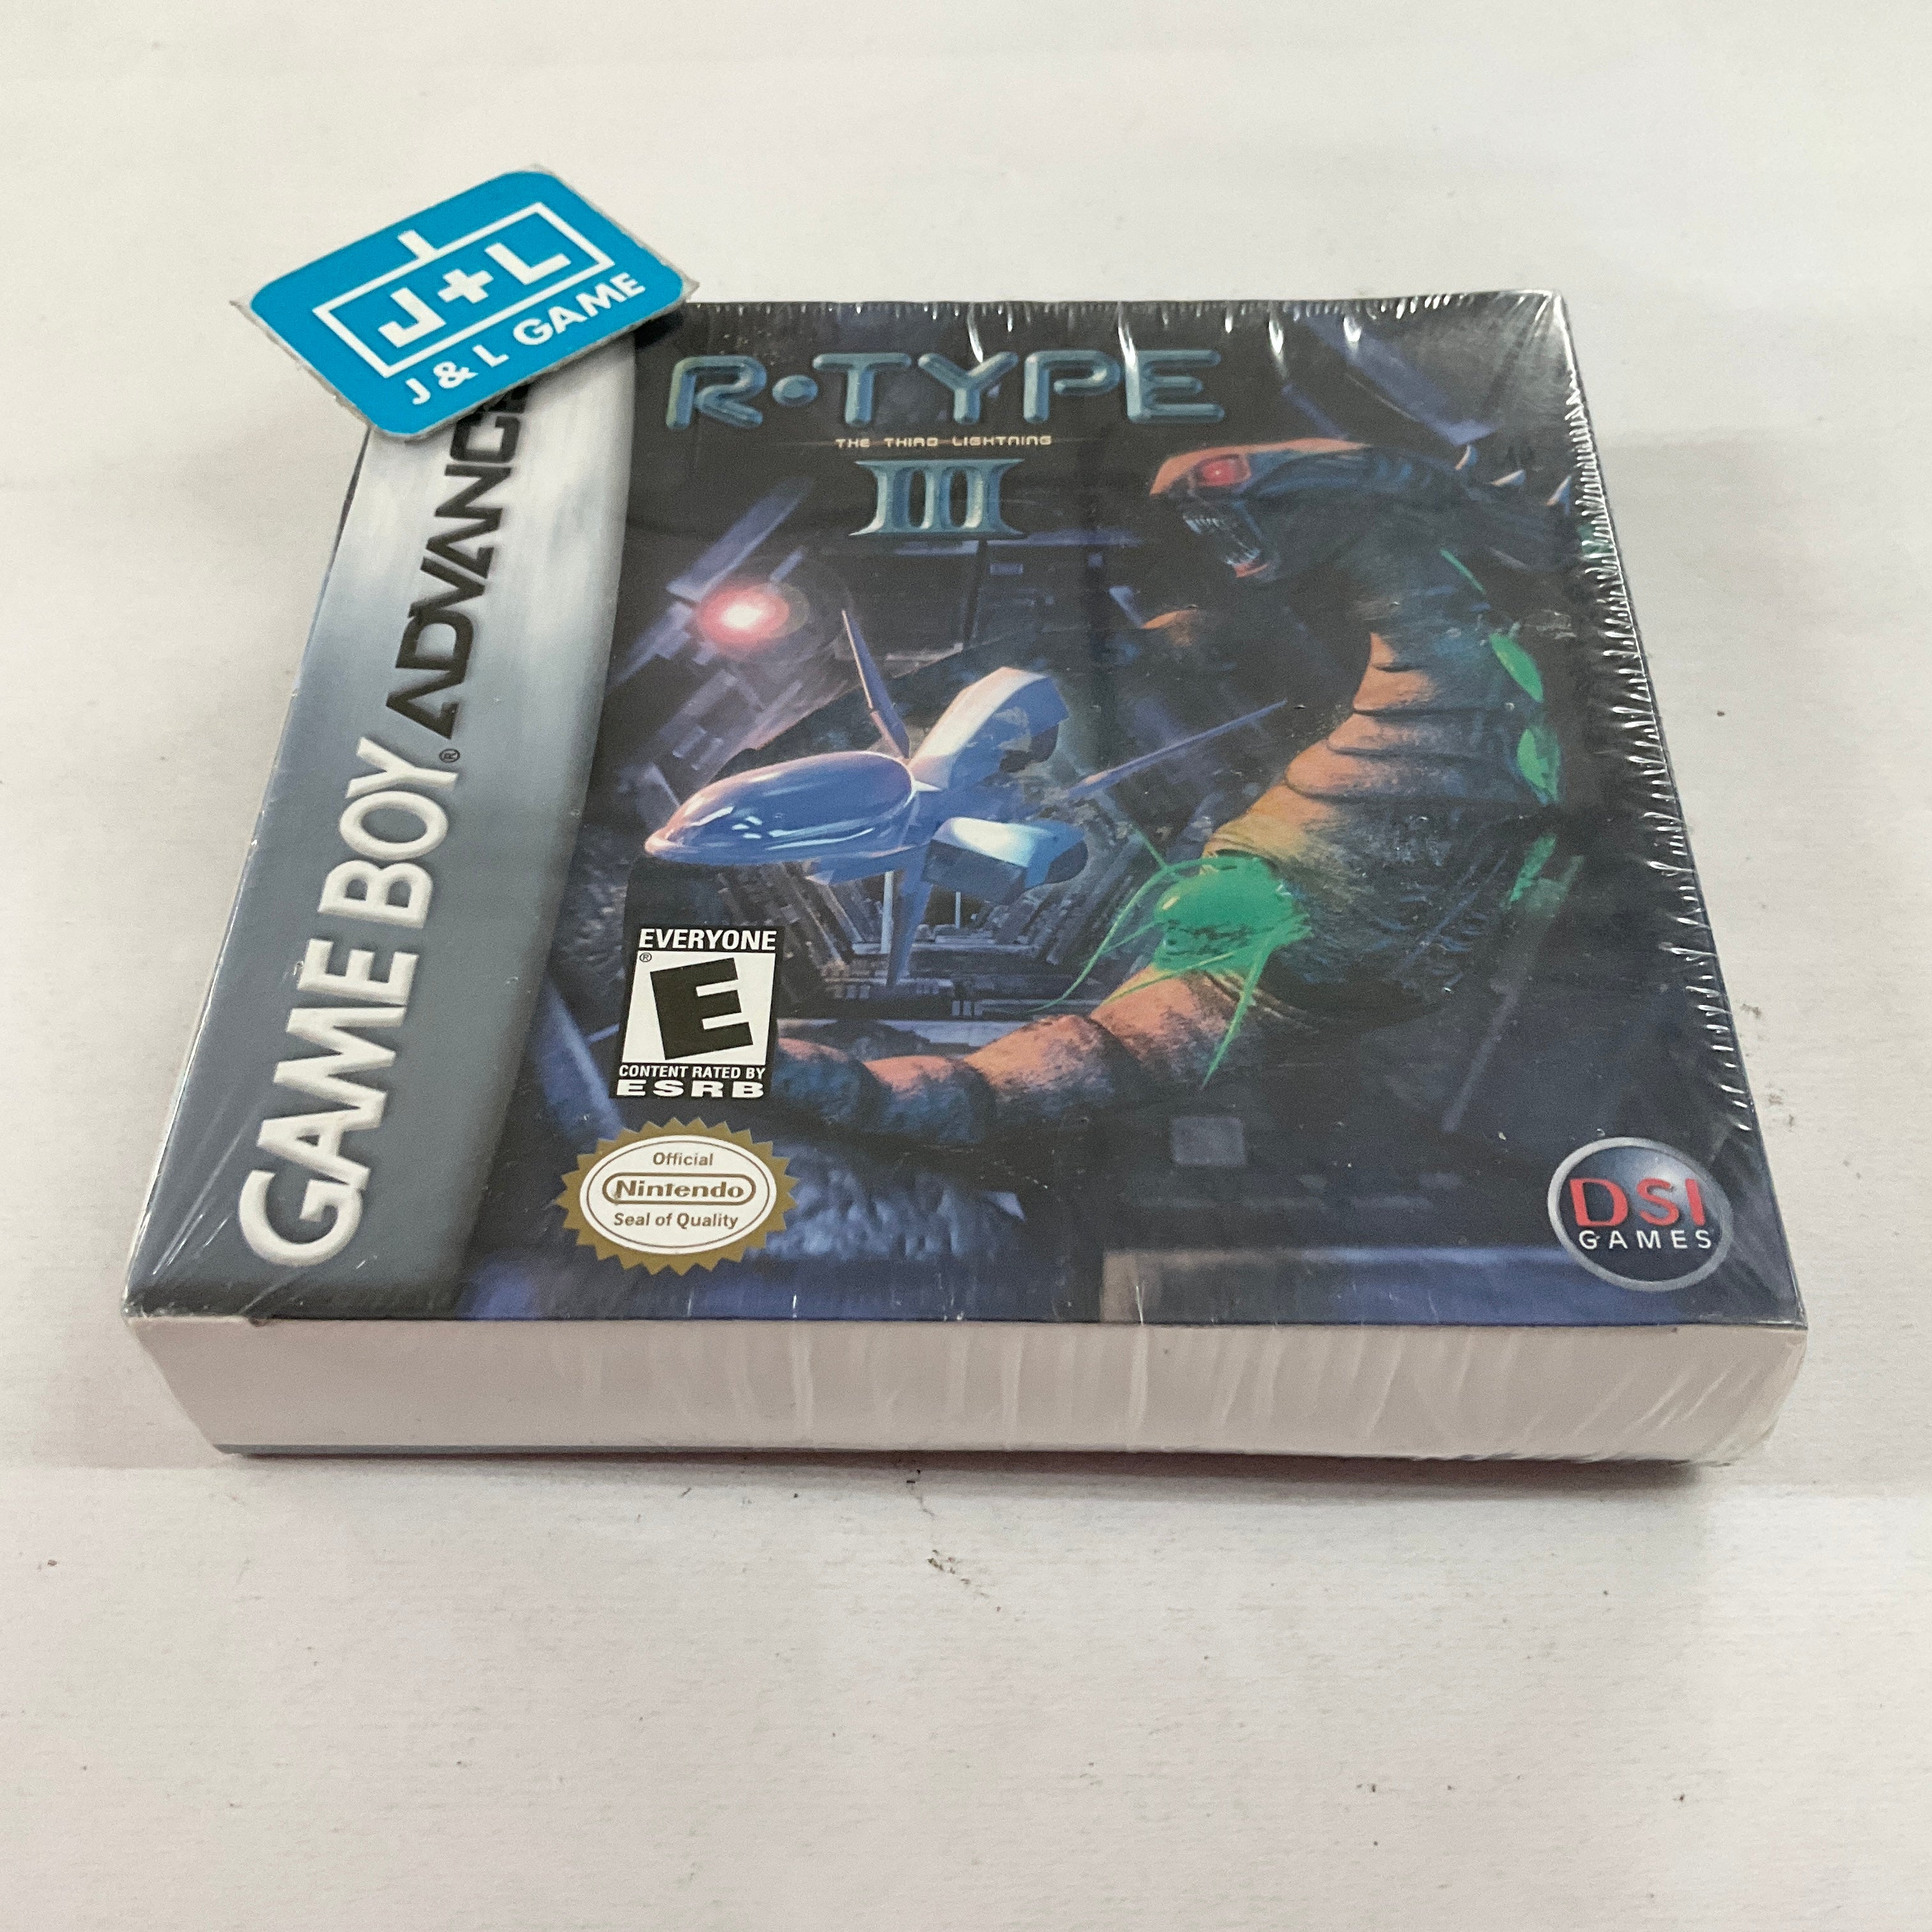 J+L
J & L GAME
GAME BOY ADVANCE
®
R·TYPE
THE THIRD LIGHTNING
III
EVERYONE
®
E
CONTENT RATED BY
ESRB
Official
Nintendo
Seal of Quality
DSI
GAMES